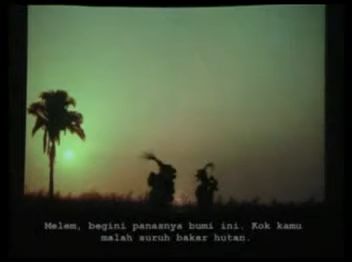 Melem, begini panasnya bumi ini. Kok kamu
malah suruh bakar hutan.